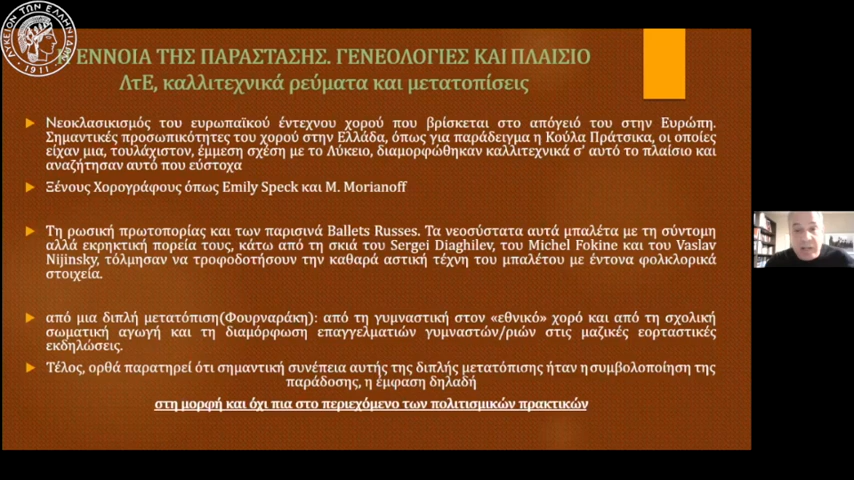 ΛΥΚΕΙΟΝ ΤΩΝ ΕΛΛΗΝΙΔΩΝ
1911
ΕΝΝΟΙΑ ΤΗΣ ΠΑΡΑΣΤΑΣΗΣ. ΓΕΝΕΟΛΟΓΙΕΣ ΚΑΙ ΠΛΑΙΣΙΟ
ΛτΕ, καλλιτεχνικά ρεύματα και μετατοπίσεις
Νεοκλασικισμός του ευρωπαϊκού έντεχνου χορού που βρίσκεται στο απόγειό του στην Ευρώπη.
Σημαντικές προσωπικότητες του χορού στην Ελλάδα, όπως για παράδειγμα η Κούλα Πράτσικα, οι οποίες
είχαν μια, τουλάχιστον, έμμεση σχέση με το Λύκειο, διαμορφώθηκαν καλλιτεχνικά σ' αυτό το πλαίσιο και
αναζήτησαν αυτό που εύστοχα
Ξένους Χορογράφους όπως Emily Speck και M. Morianoff
Τη ρωσική πρωτοπορίας και των παρισινά Ballets Russes. Τα νεοσύστατα αυτά μπαλέτα με τη σύντομη
αλλά εκρηκτική πορεία τους, κάτω από τη σκιά του Sergei Diaghilev, του Michel Fokine και του Vaslav
Nijinsky, τόλμησαν να τροφοδοτήσουν την καθαρά αστική τέχνη του μπαλέτου με έντονα φολκλορικά
στοιχεία.
από μια διπλή μετατόπιση(Φουρναράκη): από τη γυμναστική στον «εθνικό» χορό και από τη σχολική
σωματική αγωγή και τη διαμόρφωση επαγγελματιών γυμναστών/ριών στις μαζικές εορταστικές
εκδηλώσεις.
Τέλος, ορθά παρατηρεί ότι σημαντική συνέπεια αυτής της διπλής μετατόπισης ήταν η συμβολοποίηση της
παράδοσης, η έμφαση δηλαδή
στη μορφή και όχι πια στο περιεχόμενο των πολιτισμικών πρακτικών